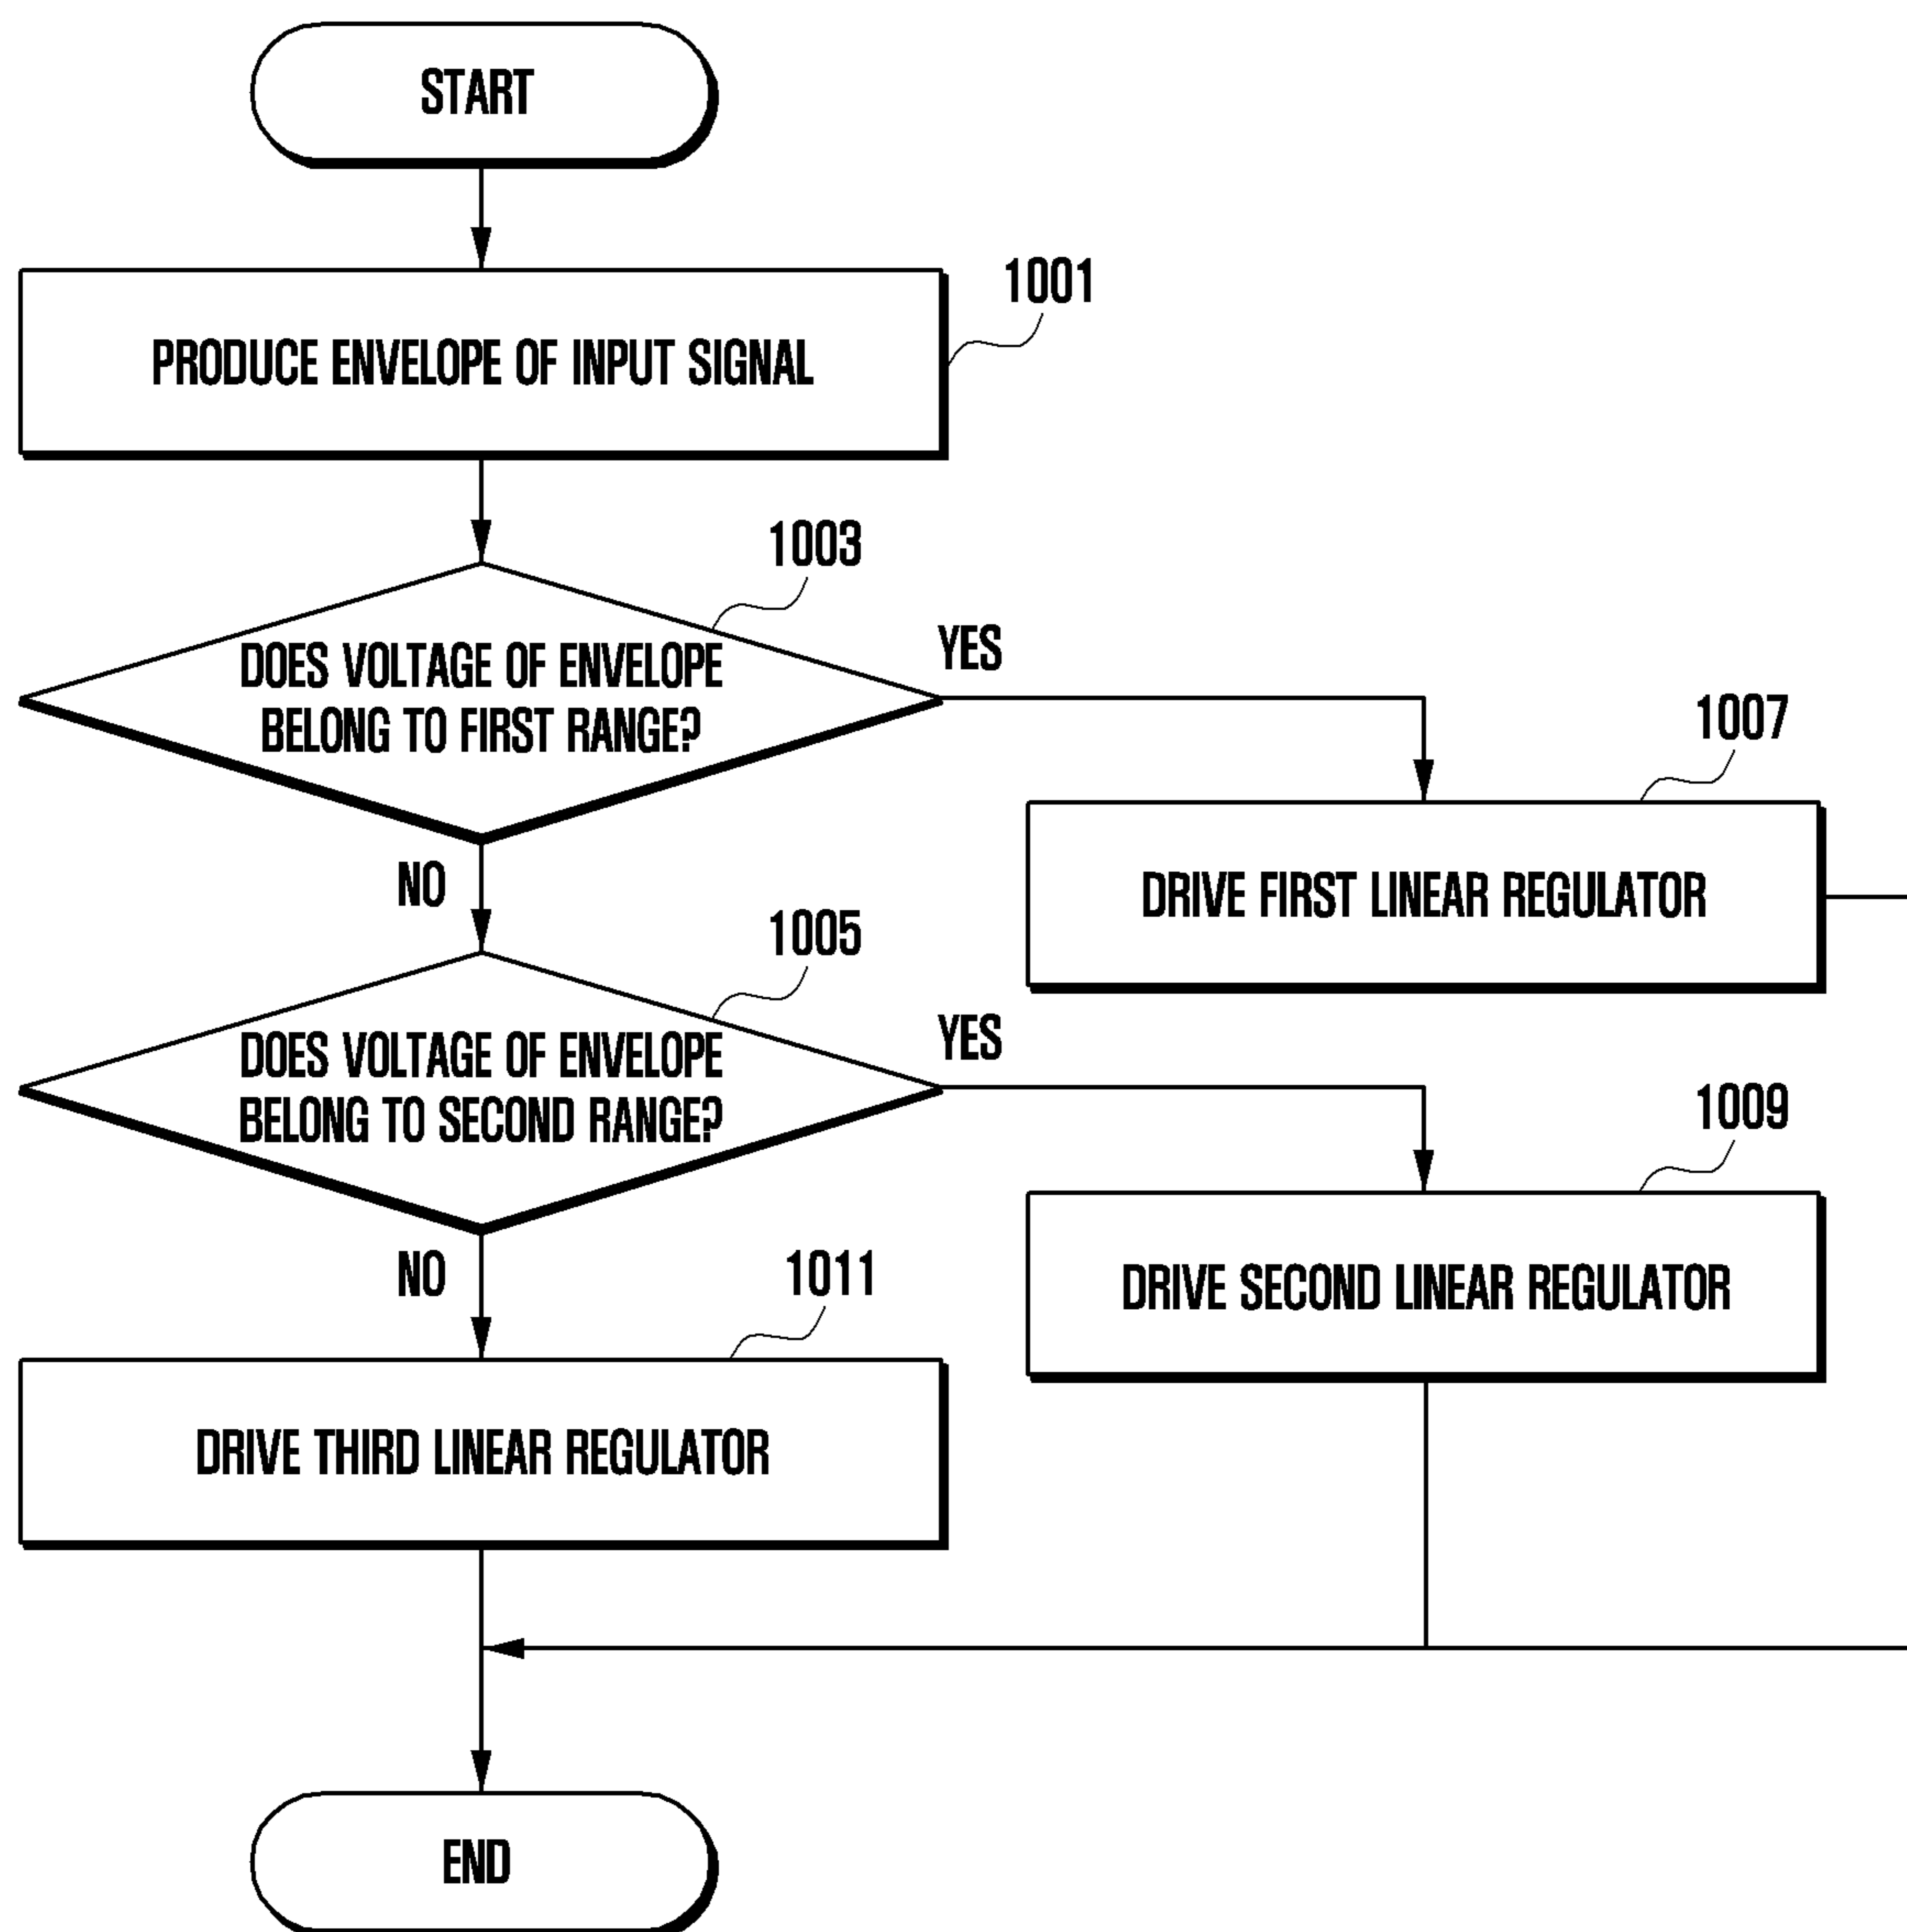 START
PRODUCE ENVELOPE OF INPUT SIGNAL
1001
1003
DOES VOLTAGE OF ENVELOPE
BELONG TO FIRST RANGE?
YES
NO
1007
DRIVE FIRST LINEAR REGULATOR
1005
DOES VOLTAGE OF ENVELOPE
BELONG TO SECOND RANGE?
YES
NO
1009
DRIVE SECOND LINEAR REGULATOR
1011
DRIVE THIRD LINEAR REGULATOR
END